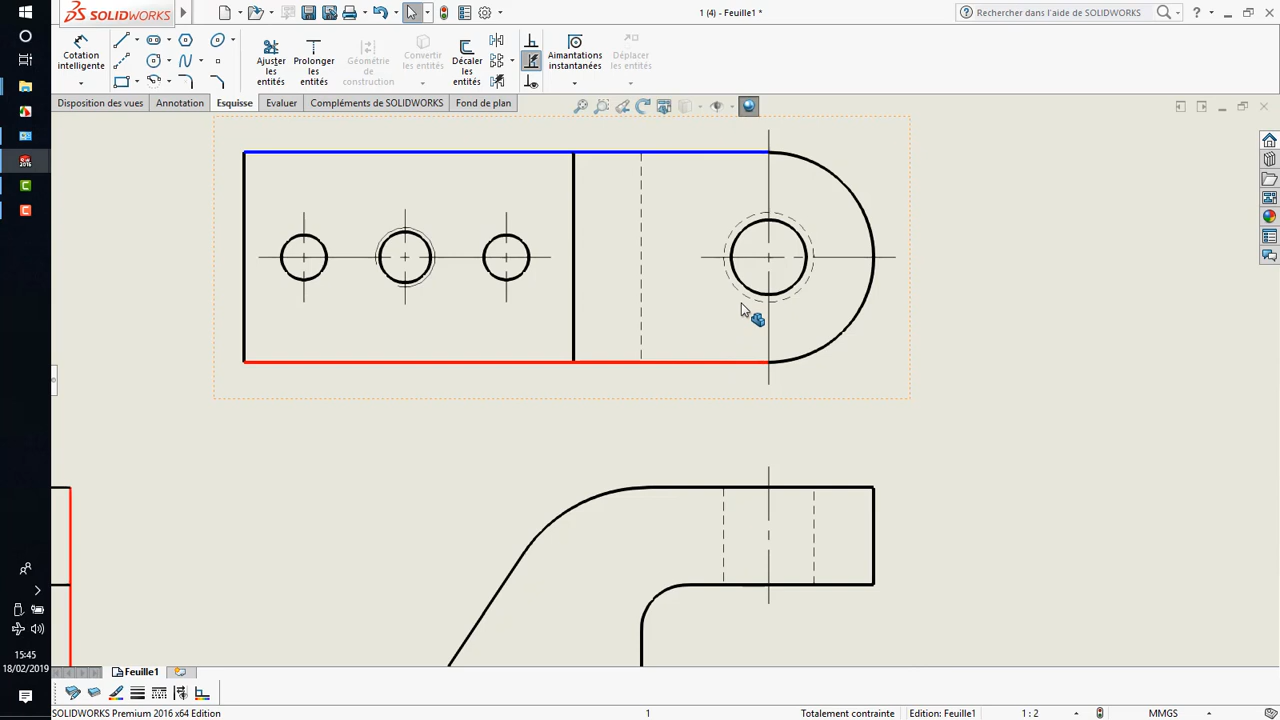 SOLIDWORKS
1 (4) - Feuille1 *
Rechercher dans l'aide de SOLIDWORKS
?
Cotation intelligente
Ajuster les entités
Prolonger les entités
Géométrie de construction
Convertir les entités
Décaler les entités
Aimantations instantanées
Déplacer les entités
Disposition des vues
Annotation
Esquisse
Evaluer
Compléments de SOLIDWORKS
Fond de plan
2016
15:45
18/02/2019
Feuille1
SOLIDWORKS Premium 2016 x64 Edition
1
Totalement contrainte
Edition: Feuille1
1 : 2
MMGS